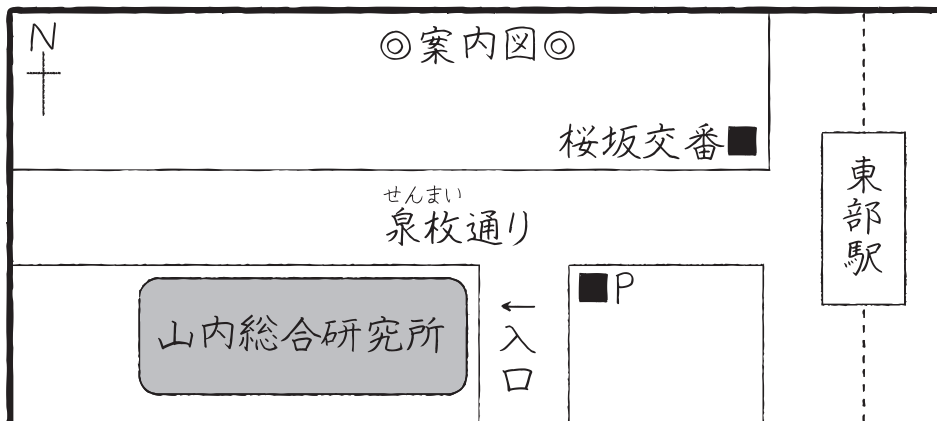 N
◎案内図◎
桜坂交番■
東部駅
せんまい
泉枚通り
■P
山内総合研究所
←入口